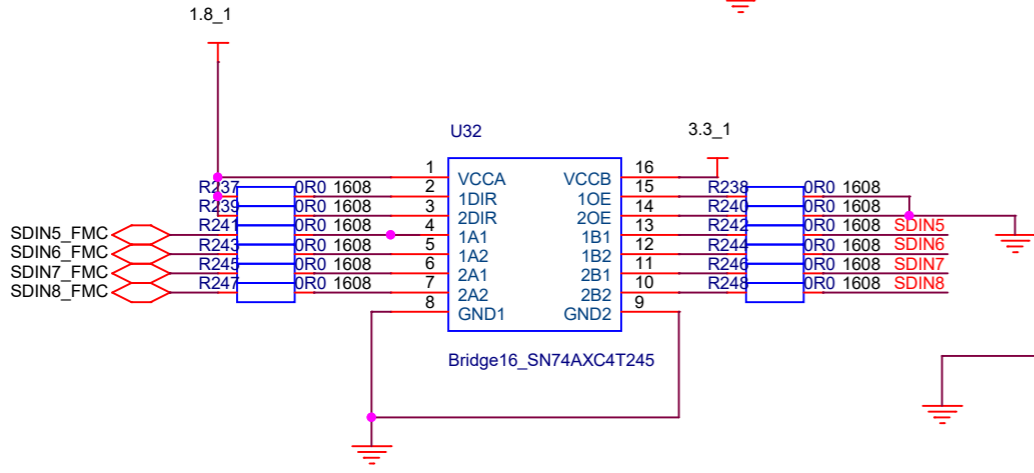 1.8_1
U32
3.3_1
1 VCCA VCCB 16
R237 0R0 1608 2 1DIR 1OE 15 R238 0R0 1608
R239 0R0 1608 3 2DIR 2OE 14 R240 0R0 1608
SDIN5_FMC R241 0R0 1608 4 1A1 1B1 13 R242 0R0 1608 SDIN5
SDIN6_FMC R243 0R0 1608 5 1A2 1B2 12 R244 0R0 1608 SDIN6
SDIN7_FMC R245 0R0 1608 6 2A1 2B1 11 R246 0R0 1608 SDIN7
SDIN8_FMC R247 0R0 1608 7 2A2 2B2 10 R248 0R0 1608 SDIN8
8 GND1 GND2 9
Bridge16_SN74AXC4T245